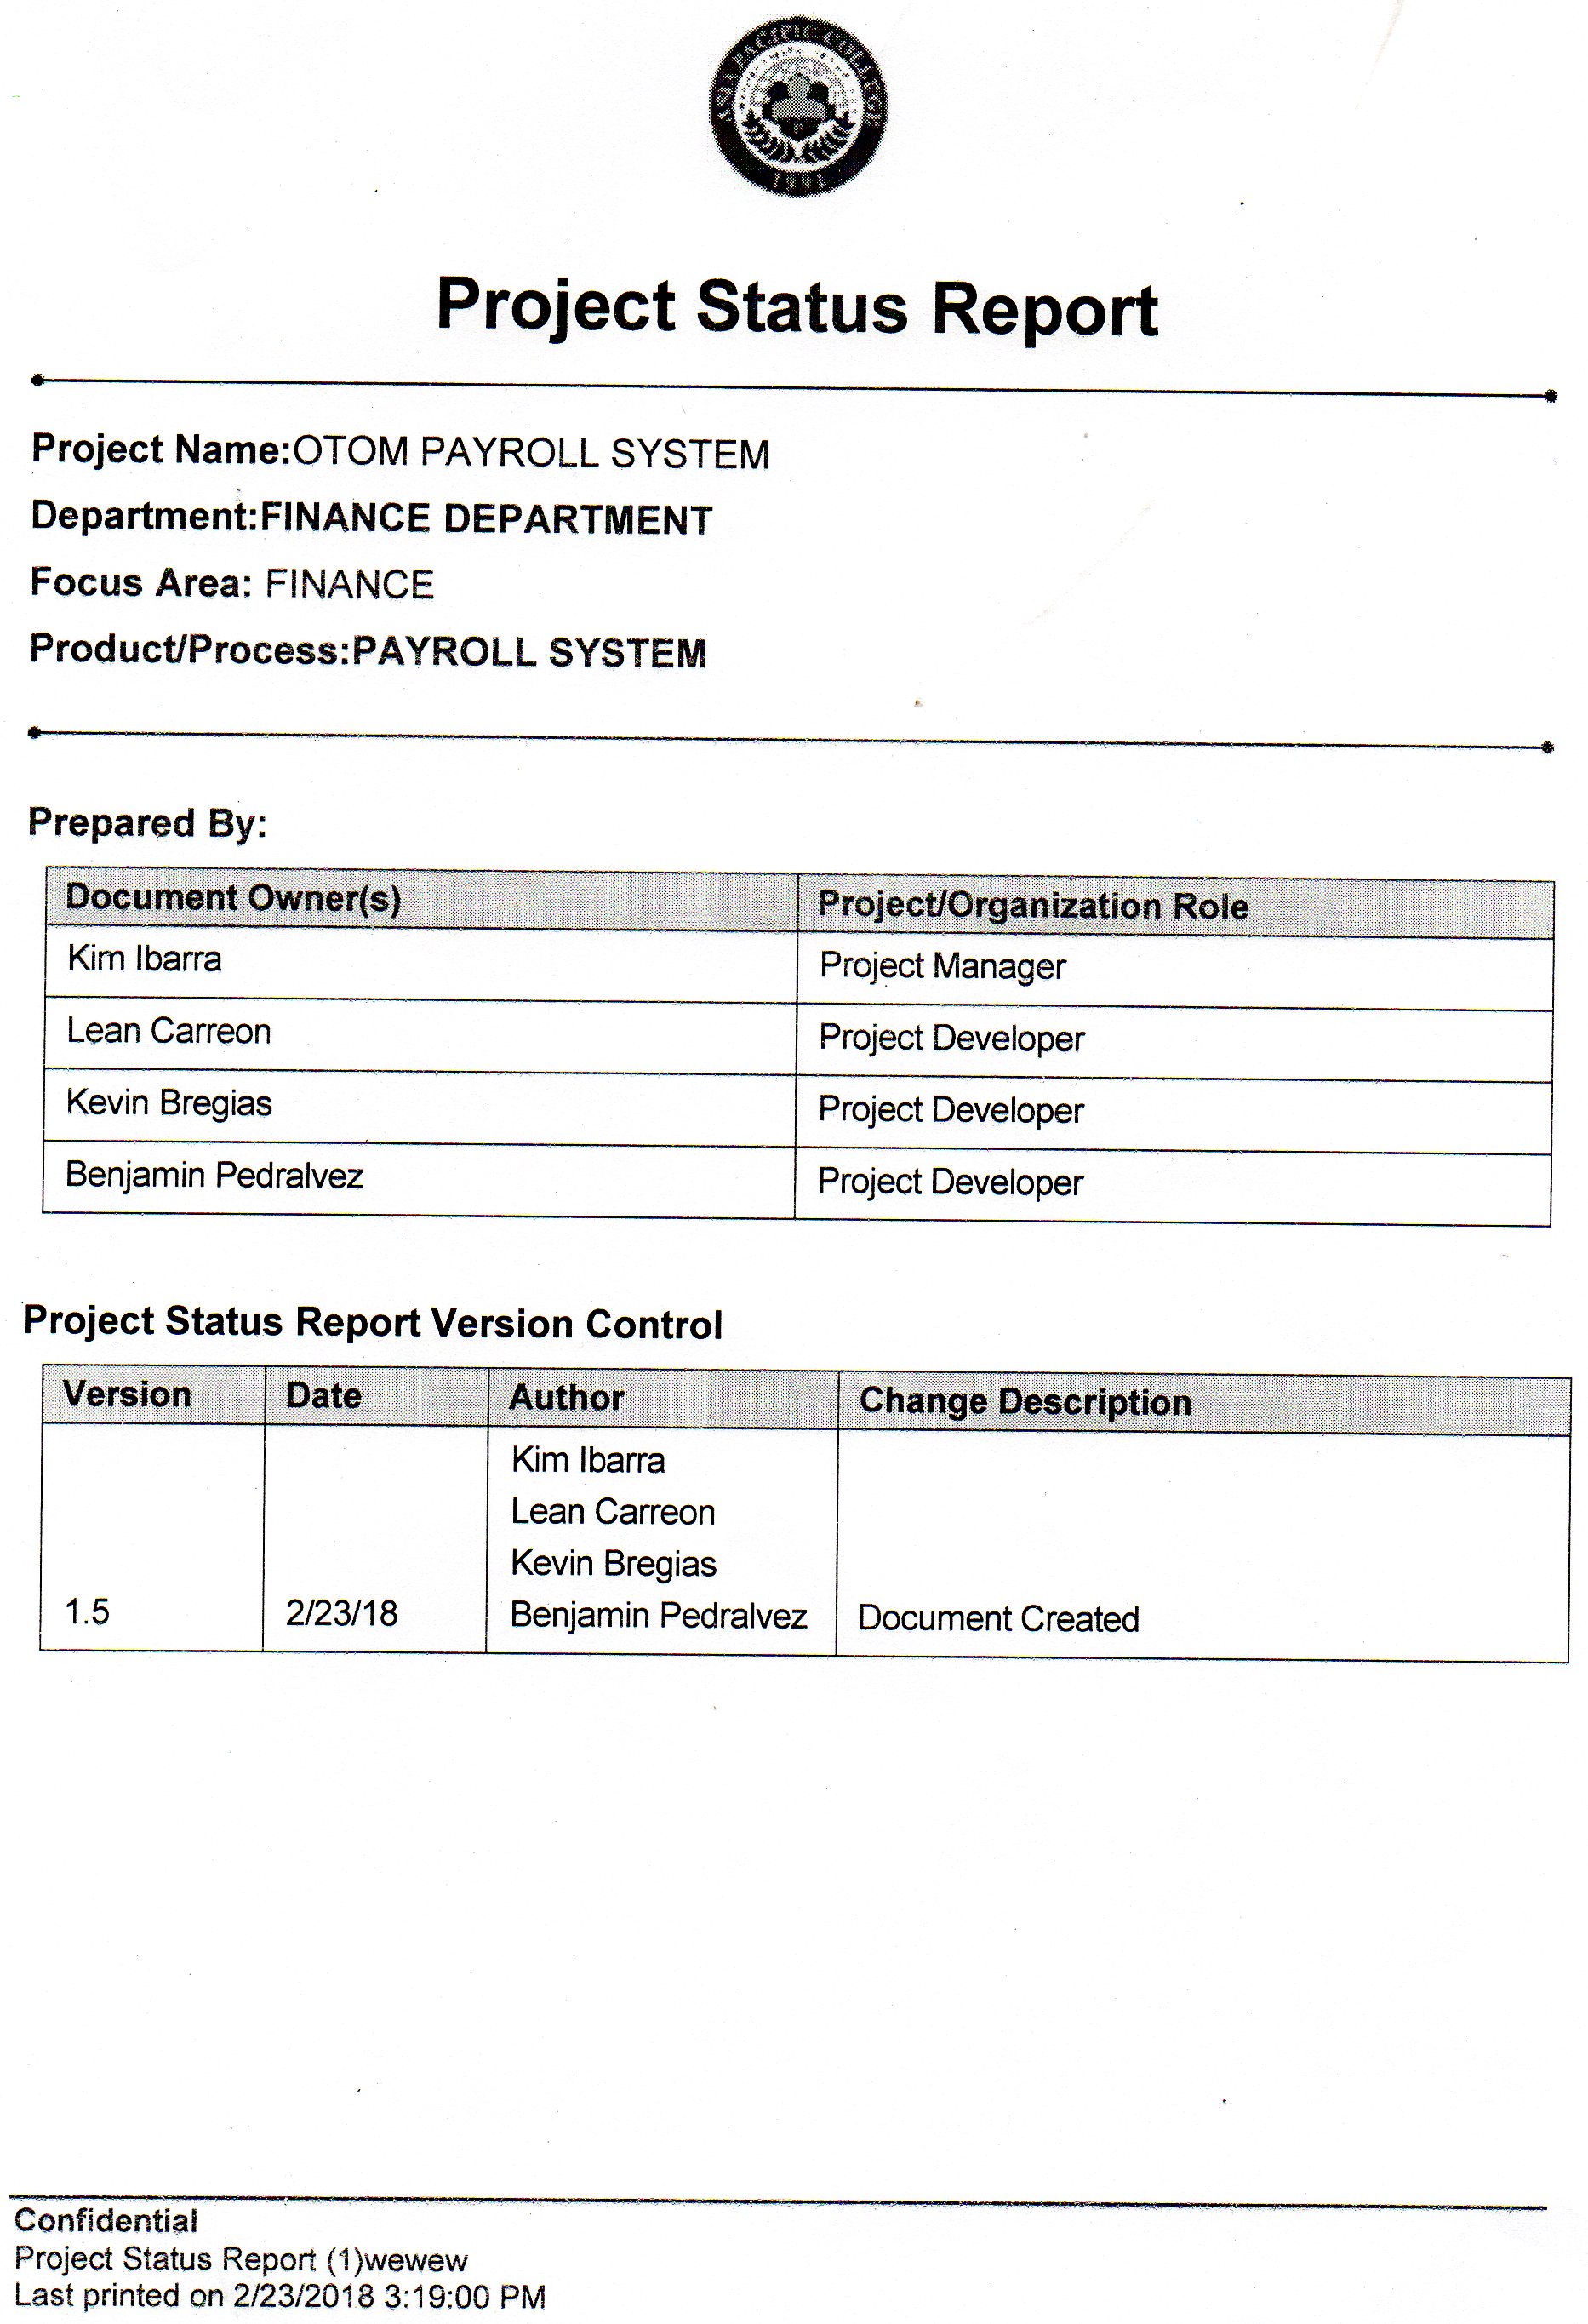 ASIA PACIFIC COLLEGE
1991
Project Status Report
Project Name:OTOM PAYROLL SYSTEM
Department:FINANCE DEPARTMENT
Focus Area: FINANCE
Product/Process:PAYROLL SYSTEM
Prepared By:
Document Owner(s) Project/Organization Role
Kim Ibarra Project Manager
Lean Carreon Project Developer
Kevin Bregias Project Developer
Benjamin Pedralvez Project Developer
Project Status Report Version Control
Version Date Author Change Description
Kim Ibarra
Lean Carreon
Kevin Bregias
1.5 2/23/18 Benjamin Pedralvez Document Created
Confidential
Project Status Report (1)wewew
Last printed on 2/23/2018 3:19:00 PM